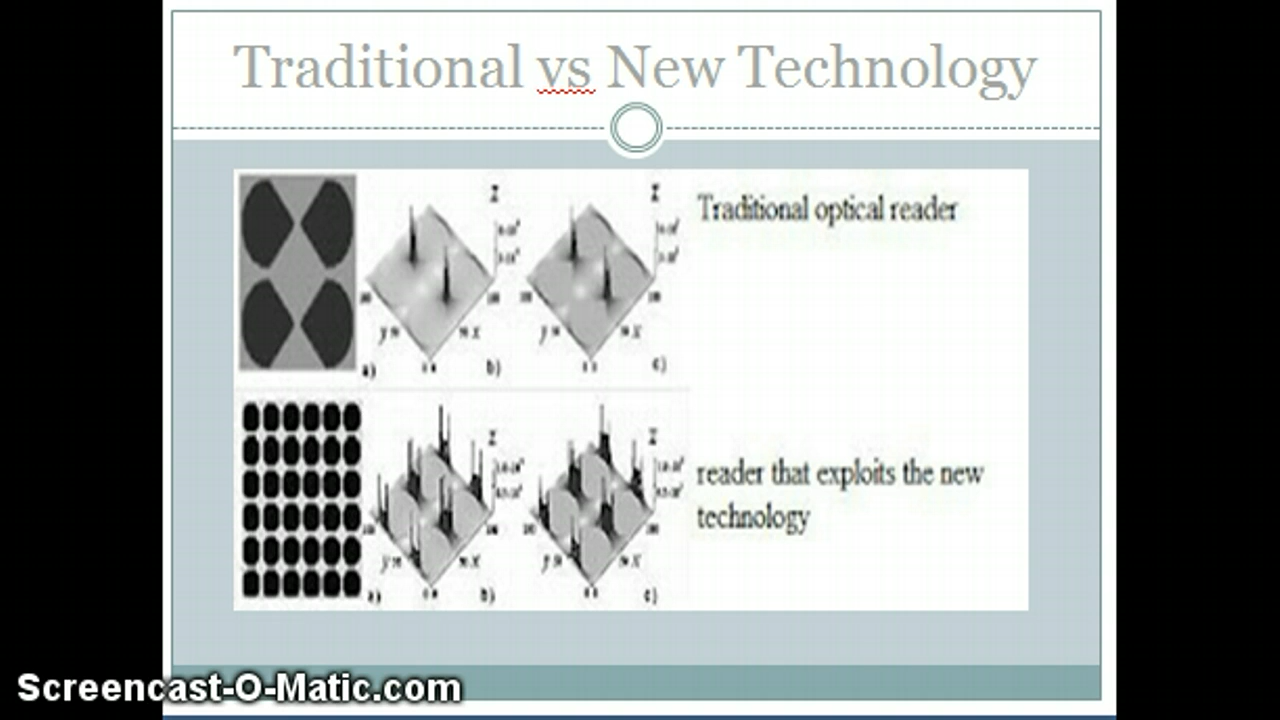 Traditional vs New Technology
Z
Z
Traditional optical reader
a)
b)
c)
Z
Z
reader that exploits the new
technology
a)
b)
c)
Screencast-O-Matic.com